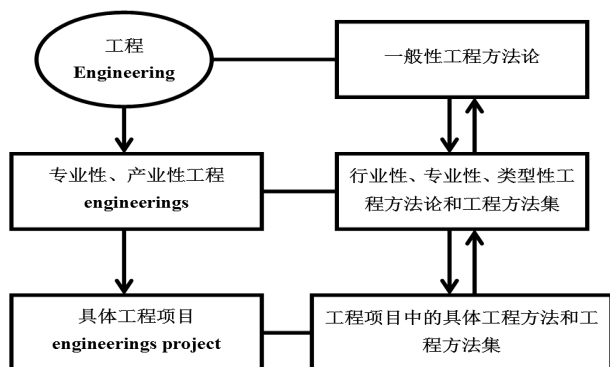 工程
Engineering
一般性工程方法论
专业性、产业性工程
engineerings
行业性、专业性、类型性工
程方法论和工程方法集
具体工程项目
engineerings project
工程项目中的具体工程方法和工
程方法集